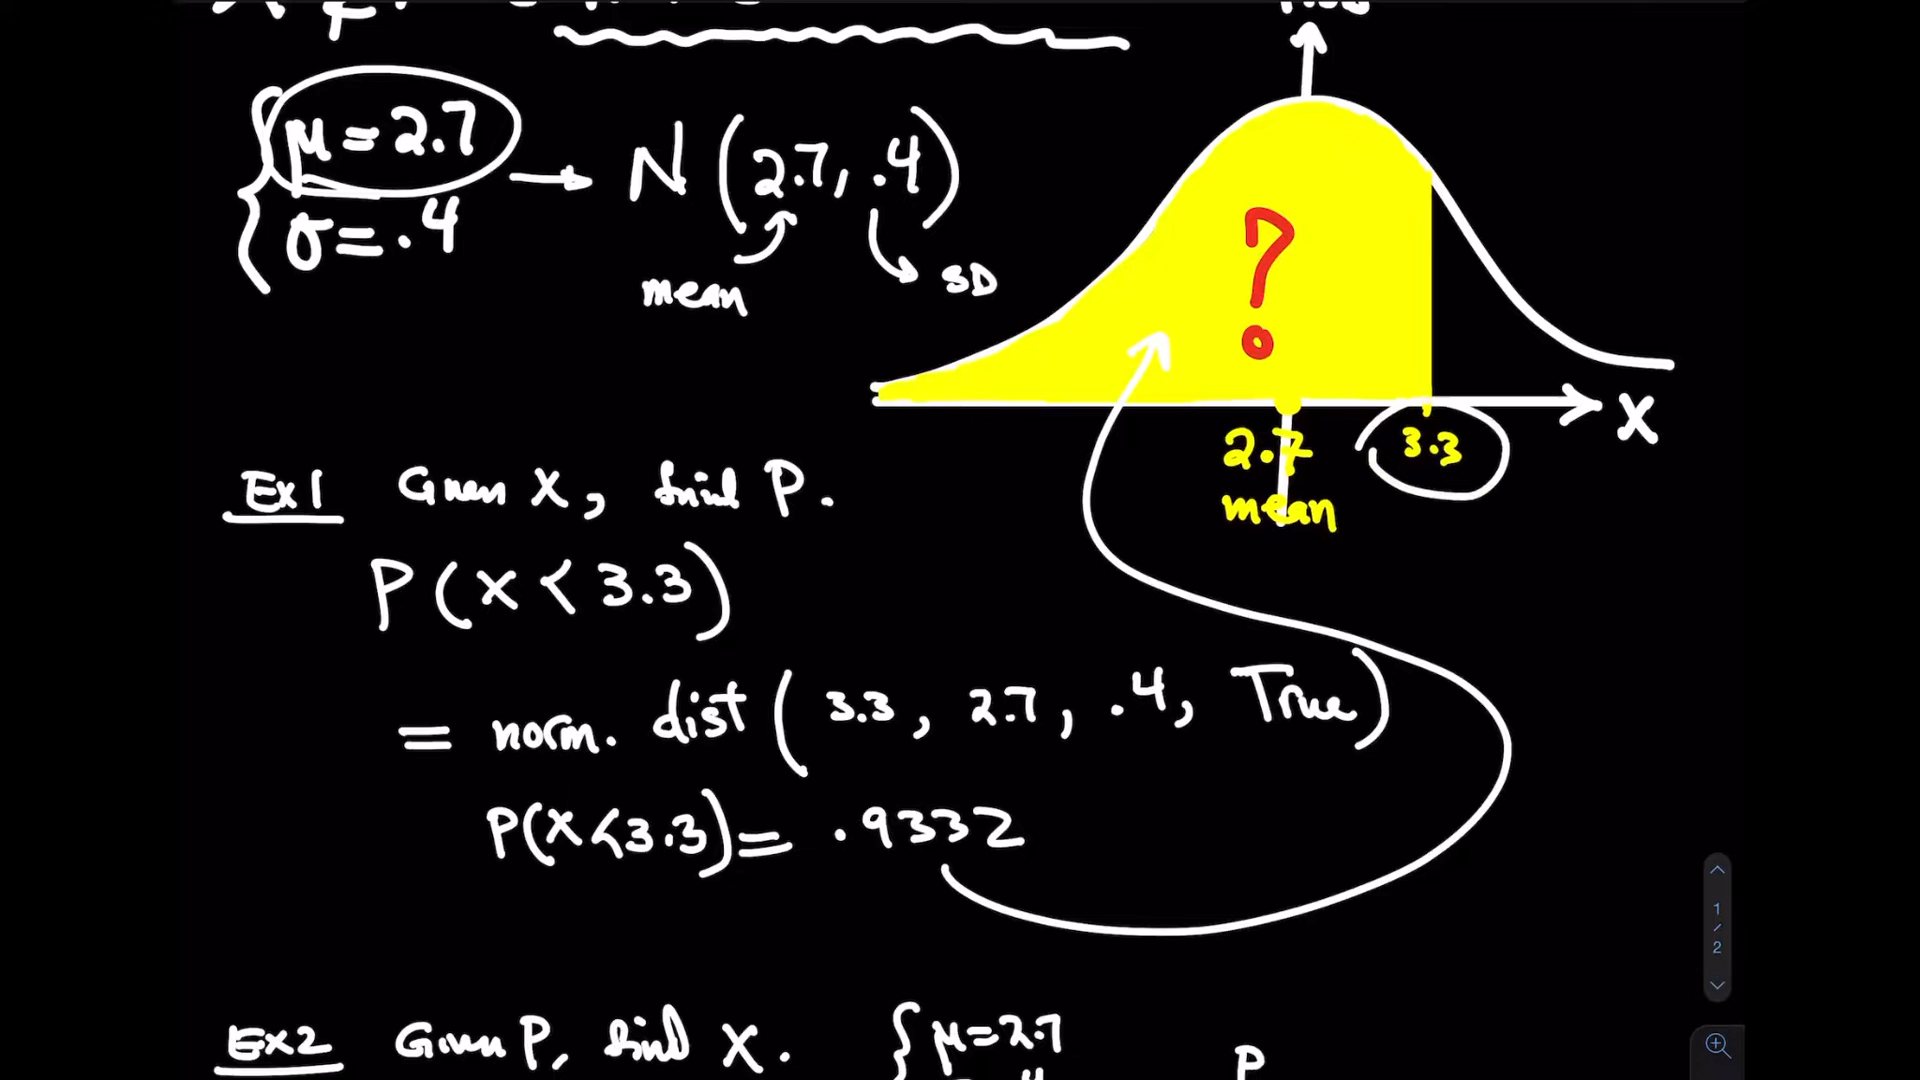 μ=2.7
σ=.4
N(2.7, .4)
mean
SD
?
X
2.7
3.3
mean
Ex1 Given X, find P.
P(X<3.3)
= norm. dist(3.3, 2.7, .4, True)
P(X<3.3)= .9332
Ex2 Given P, find X.
μ=2.7
P
1
/
2